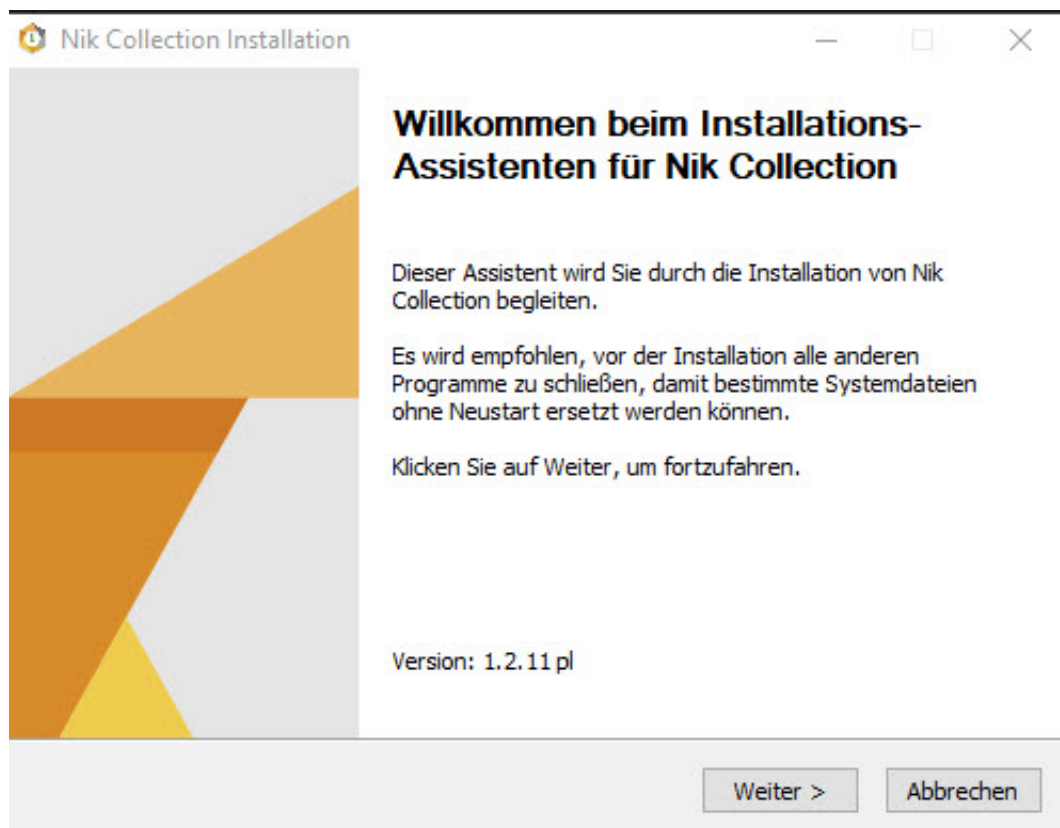 Nik Collection Installation
Willkommen beim Installations-
Assistenten für Nik Collection
Dieser Assistent wird Sie durch die Installation von Nik
Collection begleiten.
Es wird empfohlen, vor der Installation alle anderen
Programme zu schließen, damit bestimmte Systemdateien
ohne Neustart ersetzt werden können.
Klicken Sie auf Weiter, um fortzufahren.
Version: 1.2.11 pl
Weiter > Abbrechen